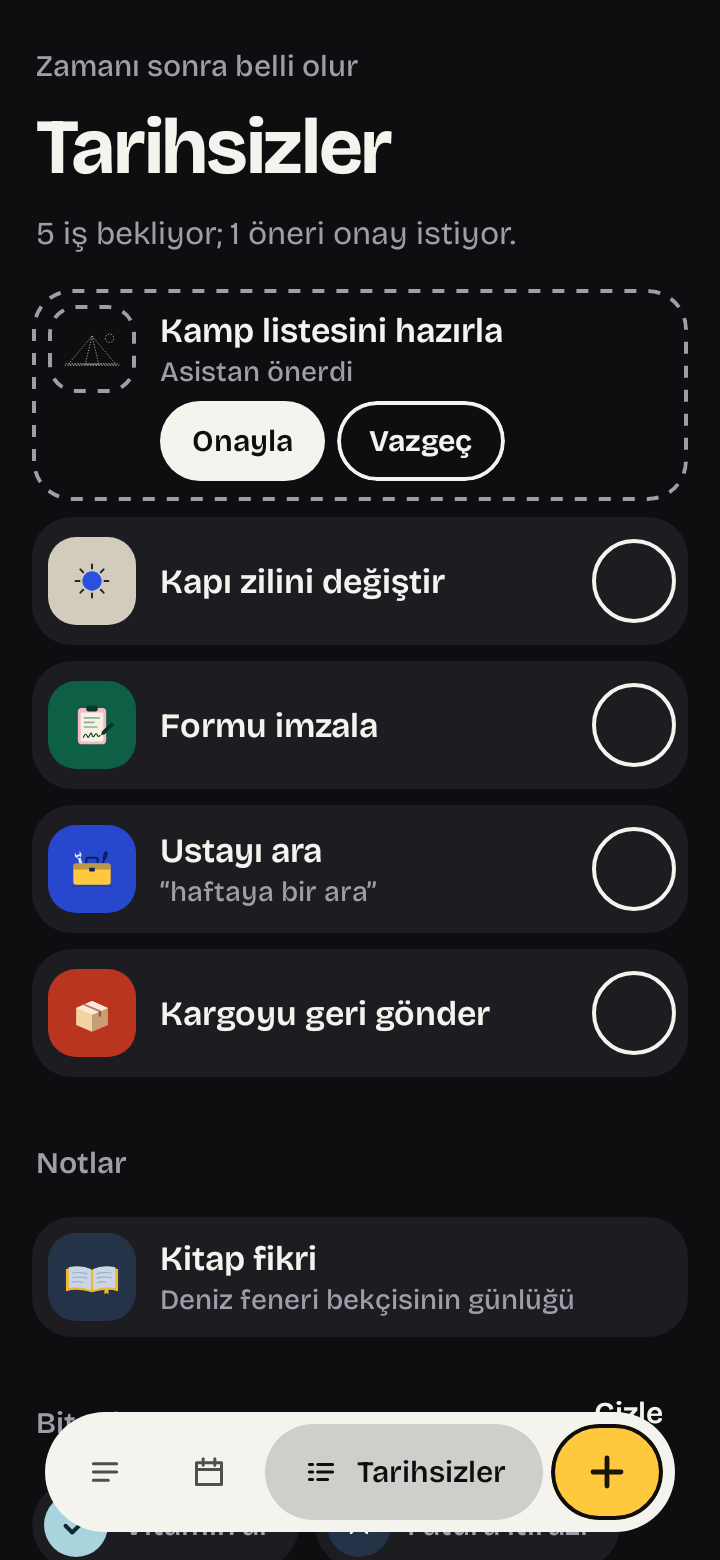 Zamanı sonra belli olur
Tarihsizler
5 iş bekliyor; 1 öneri onay istiyor.
Kamp listesini hazırla
Asistan önerdi
Onayla
Vazgeç
Kapı zilini değiştir
Formu imzala
Ustayı ara
“haftaya bir ara”
Kargoyu geri gönder
Notlar
Kitap fikri
Deniz feneri bekçisinin günlüğü
Gizle
Tarihsizler